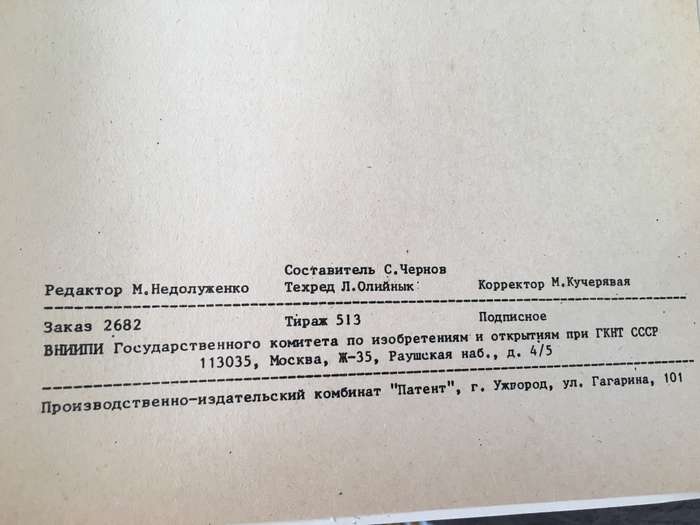 Составитель С.Чернов
Редактор М.Недолуженко Техред Л.Олийнык Корректор М.Кучерявая
Заказ 2682 Тираж 513 Подписное
ВНИИПИ Государственного комитета по изобретениям и открытиям при ГКНТ СССР
113035, Москва, Ж-35, Раушская наб., д. 4/5
Производственно-издательский комбинат "Патент", г. Ужгород, ул. Гагарина, 101